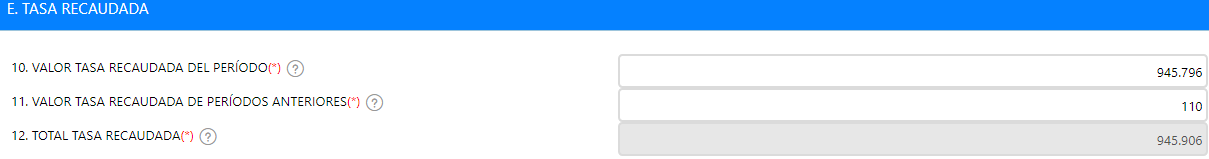 E. TASA RECAUDADA
10. VALOR TASA RECAUDADA DEL PERÍODO(*) ? 945.796
11. VALOR TASA RECAUDADA DE PERÍODOS ANTERIORES(*) ? 110
12. TOTAL TASA RECAUDADA(*) ? 945.906